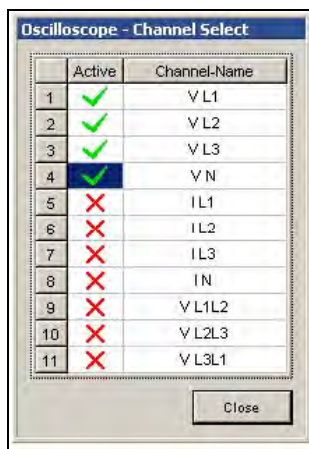 Oscilloscope - Channel Select
Active Channel-Name
1 V L1
2 V L2
3 V L3
4 V N
5 I L1
6 I L2
7 I L3
8 I N
9 V L1L2
10 V L2L3
11 V L3L1
Close